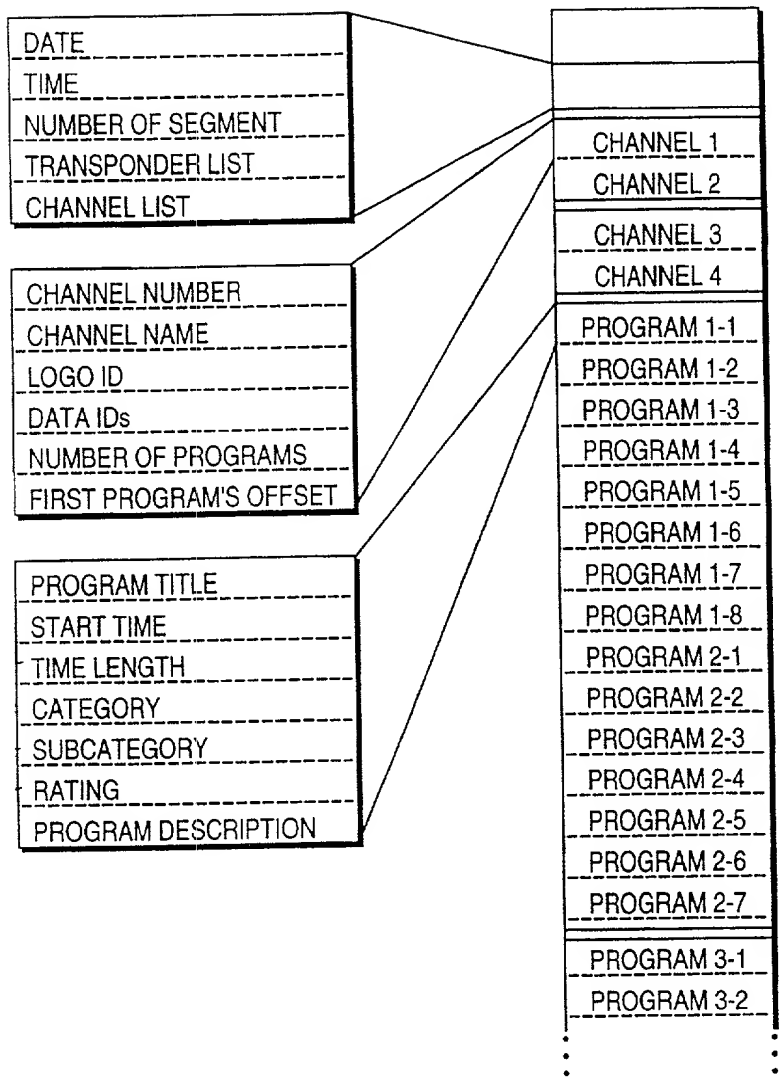 DATE
TIME
NUMBER OF SEGMENT
TRANSPONDER LIST
CHANNEL LIST
CHANNEL NUMBER
CHANNEL NAME
LOGO ID
DATA IDs
NUMBER OF PROGRAMS
FIRST PROGRAM'S OFFSET
PROGRAM TITLE
START TIME
TIME LENGTH
CATEGORY
SUBCATEGORY
RATING
PROGRAM DESCRIPTION
CHANNEL 1
CHANNEL 2
CHANNEL 3
CHANNEL 4
PROGRAM 1-1
PROGRAM 1-2
PROGRAM 1-3
PROGRAM 1-4
PROGRAM 1-5
PROGRAM 1-6
PROGRAM 1-7
PROGRAM 1-8
PROGRAM 2-1
PROGRAM 2-2
PROGRAM 2-3
PROGRAM 2-4
PROGRAM 2-5
PROGRAM 2-6
PROGRAM 2-7
PROGRAM 3-1
PROGRAM 3-2